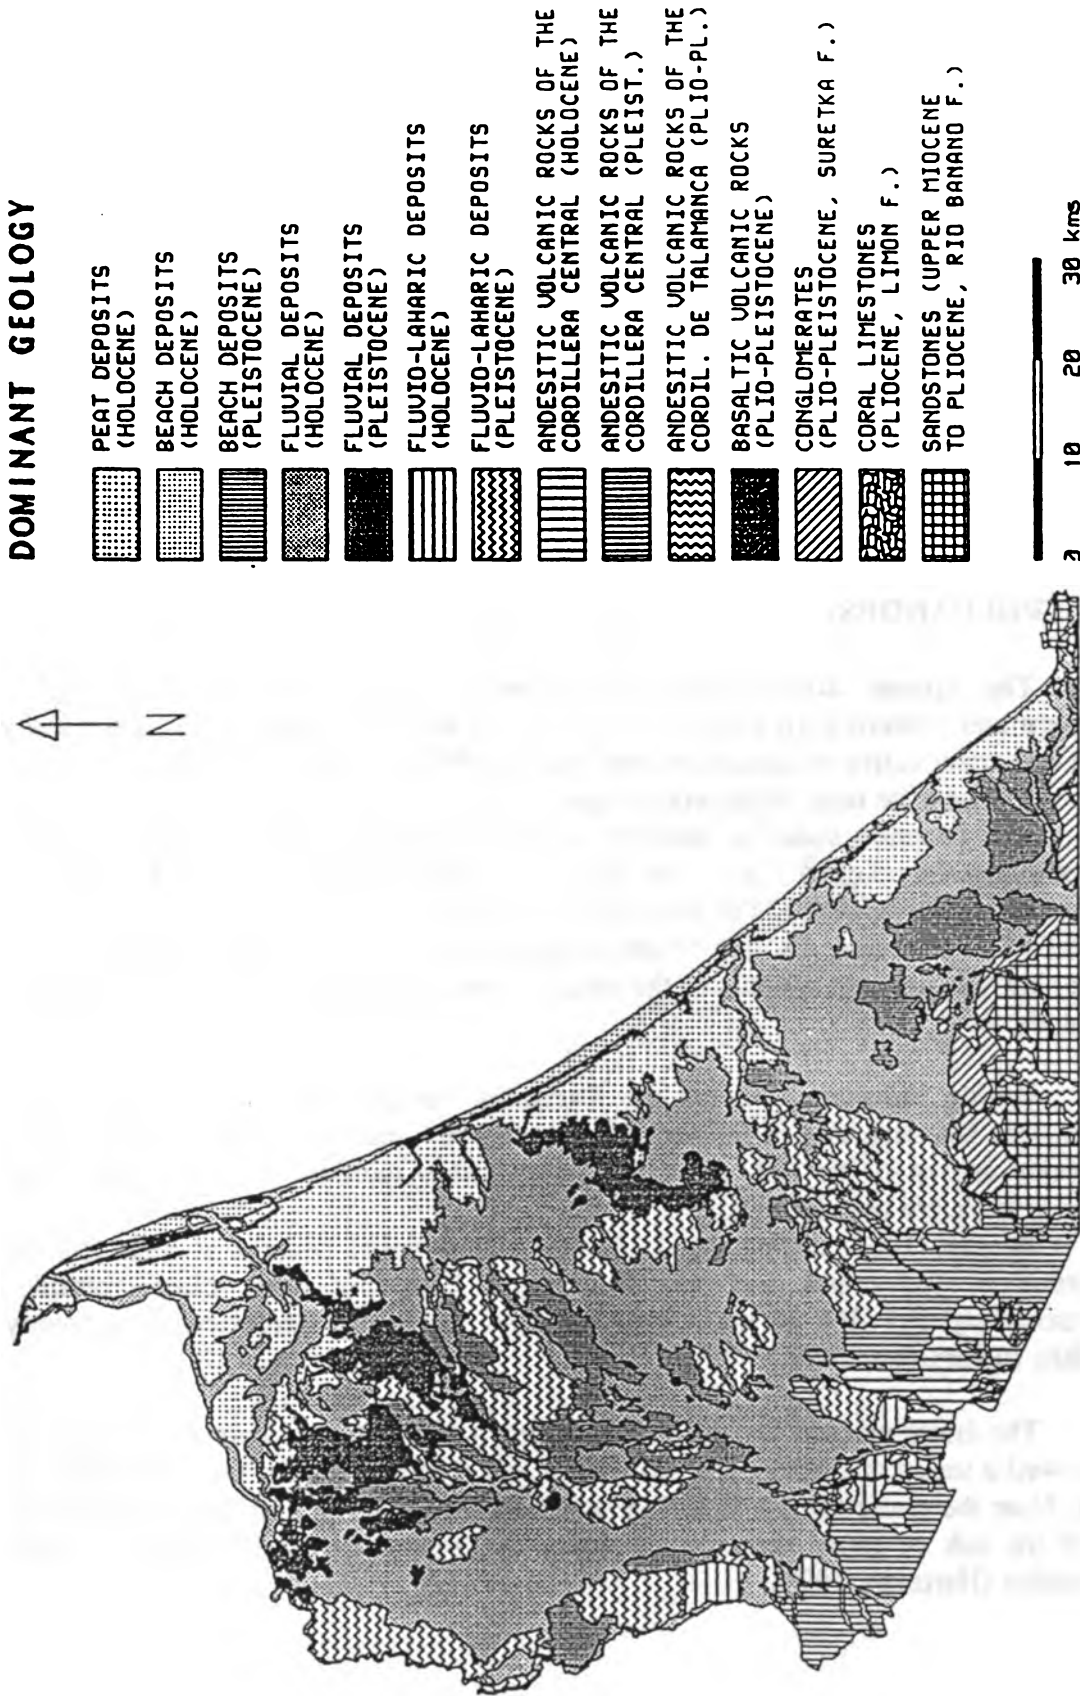 DOMINANT GEOLOGY
PEAT DEPOSITS
(HOLOCENE)
BEACH DEPOSITS
(HOLOCENE)
BEACH DEPOSITS
(PLEISTOCENE)
FLUVIAL DEPOSITS
(HOLOCENE)
FLUVIAL DEPOSITS
(PLEISTOCENE)
FLUVIO-LAHARIC DEPOSITS
(HOLOCENE)
FLUVIO-LAHARIC DEPOSITS
(PLEISTOCENE)
ANDESITIC VOLCANIC ROCKS OF THE
CORDILLERA CENTRAL (HOLOCENE)
ANDESITIC VOLCANIC ROCKS OF THE
CORDILLERA CENTRAL (PLEIST.)
ANDESITIC VOLCANIC ROCKS OF THE
CORDIL. DE TALAMANCA (PLIO-PL.)
BASALTIC VOLCANIC ROCKS
(PLIO-PLEISTOCENE)
CONGLOMERATES
(PLIO-PLEISTOCENE, SURETKA F.)
CORAL LIMESTONES
(PLIOCENE, LIMON F.)
SANDSTONES (UPPER MIOCENE
TO PLIOCENE, RIO BANANO F.)
0 10 20 30 kms
N